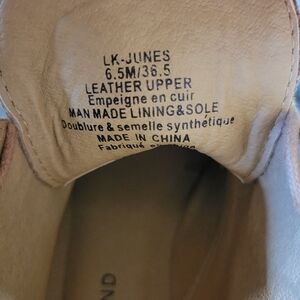 LK-JUNES
6.5M/36.5
LEATHER UPPER
Empeigne en cuir
MAN MADE LINING&SOLE
Doublure & semelle synthétique
MADE IN CHINA
Fabriqué